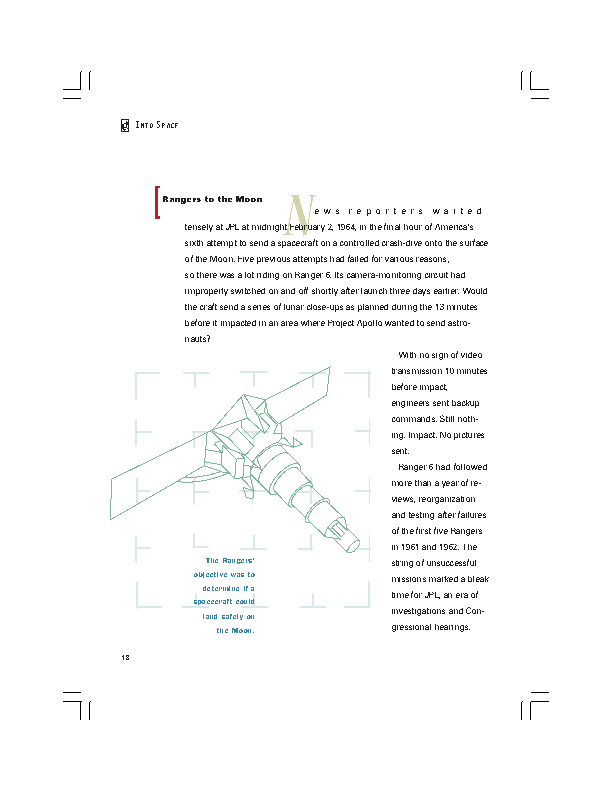 INTO SPACE
Rangers to the Moon
News reporters waited
tensely at JPL at midnight February 2, 1964, in the final hour of America's
sixth attempt to send a spacecraft on a controlled crash-dive onto the surface
of the Moon. Five previous attempts had failed for various reasons,
so there was a lot riding on Ranger 6. Its camera-monitoring circuit had
improperly switched on and off shortly after launch three days earlier. Would
the craft send a series of lunar close-ups as planned during the 13 minutes
before it impacted in an area where Project Apollo wanted to send astro-
nauts?
With no sign of video
transmission 10 minutes
before impact,
engineers sent backup
commands. Still noth-
ing. Impact. No pictures
sent.
Ranger 6 had followed
more than a year of re-
views, reorganization
and testing after failures
of the first five Rangers
in 1961 and 1962. The
string of unsuccessful
missions marked a bleak
time for JPL, an era of
investigations and Con-
gressional hearings.
The Rangers'
objective was to
determine if a
spacecraft could
land safely on
the Moon.
18